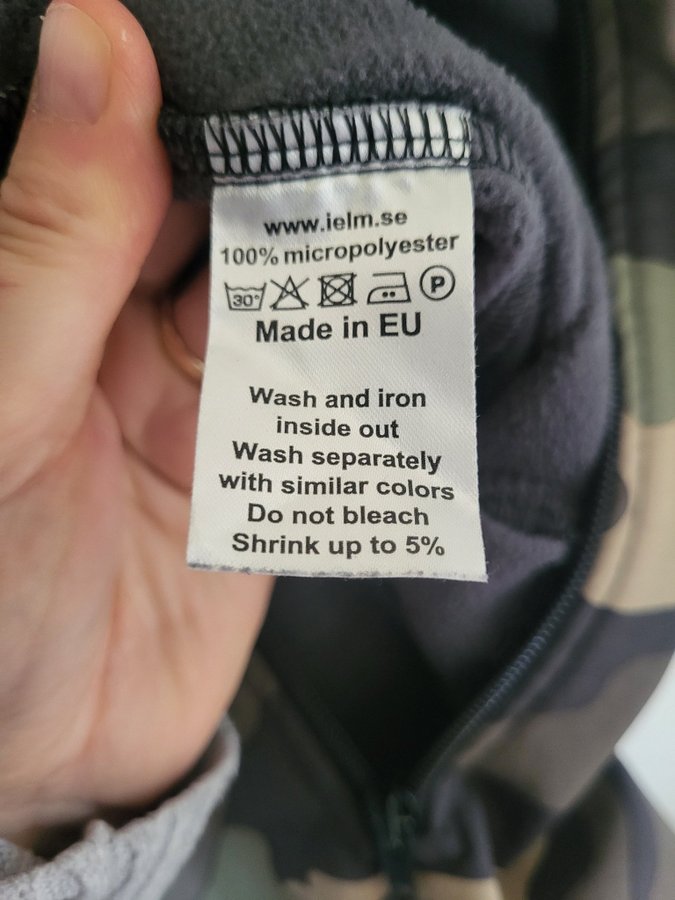 www.ielm.se
100% micropolyester
30° P
Made in EU
Wash and iron
inside out
Wash separately
with similar colors
Do not bleach
Shrink up to 5%